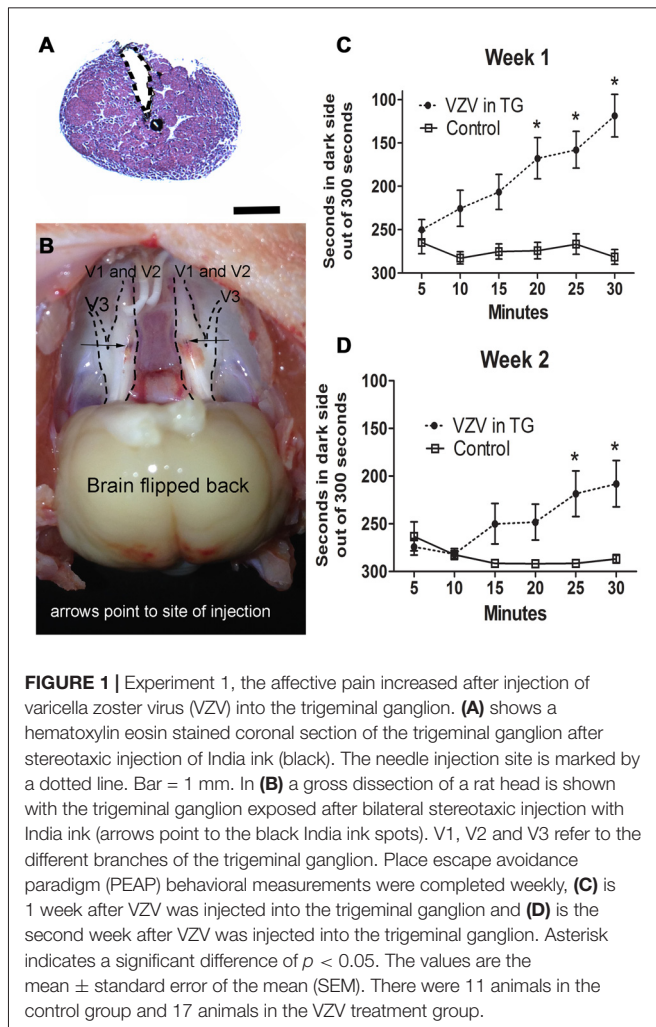 A
B
V1 and V2
V1 and V2
V3
V3
Brain flipped back
arrows point to site of injection
C
Week 1
Seconds in dark side
out of 300 seconds
100
150
200
250
300
VZV in TG
Control
*
*
*
5 10 15 20 25 30
Minutes
D
Week 2
Seconds in dark side
out of 300 seconds
100
150
200
250
300
VZV in TG
Control
*
*
5 10 15 20 25 30
Minutes
FIGURE 1 | Experiment 1, the affective pain increased after injection of
varicella zoster virus (VZV) into the trigeminal ganglion. (A) shows a
hematoxylin eosin stained coronal section of the trigeminal ganglion after
stereotaxic injection of India ink (black). The needle injection site is marked by
a dotted line. Bar = 1 mm. In (B) a gross dissection of a rat head is shown
with the trigeminal ganglion exposed after bilateral stereotaxic injection with
India ink (arrows point to the black India ink spots). V1, V2 and V3 refer to the
different branches of the trigeminal ganglion. Place escape avoidance
paradigm (PEAP) behavioral measurements were completed weekly, (C) is
1 week after VZV was injected into the trigeminal ganglion and (D) is the
second week after VZV was injected into the trigeminal ganglion. Asterisk
indicates a significant difference of p < 0.05. The values are the
mean ± standard error of the mean (SEM). There were 11 animals in the
control group and 17 animals in the VZV treatment group.